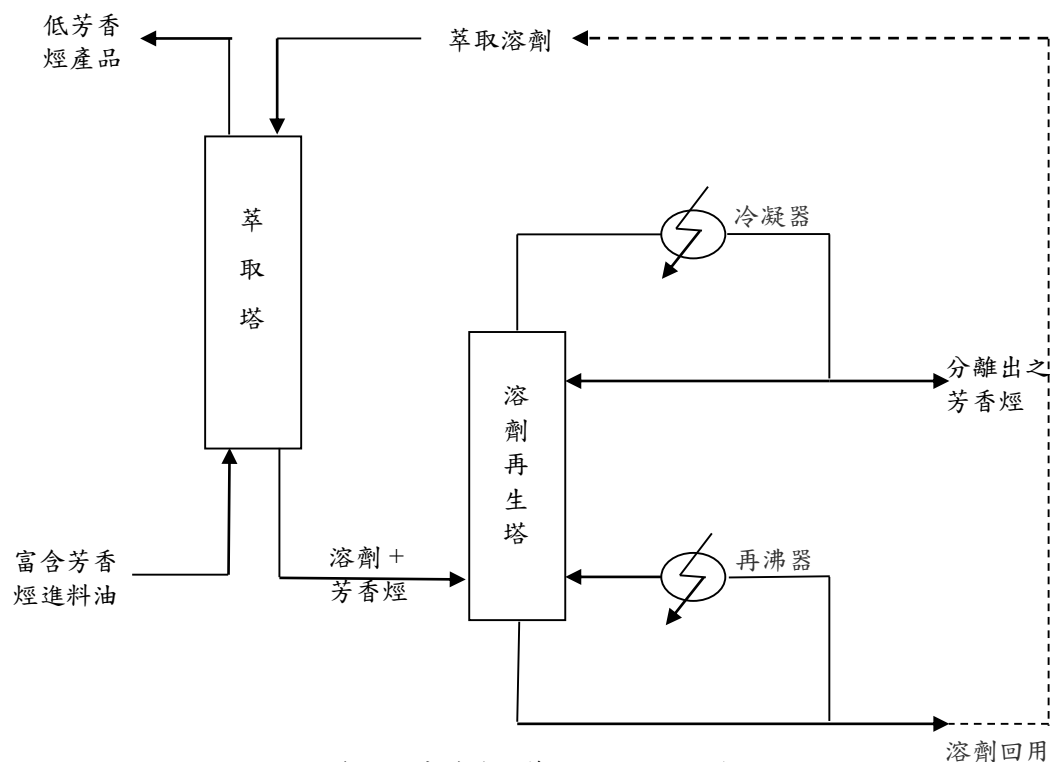 低芳香
烴產品
萃取溶劑
萃
取
塔
冷凝器
溶
劑
再
生
塔
分離出之
芳香烴
富含芳香
烴進料油
溶劑+
芳香烴
再沸器
溶劑回用